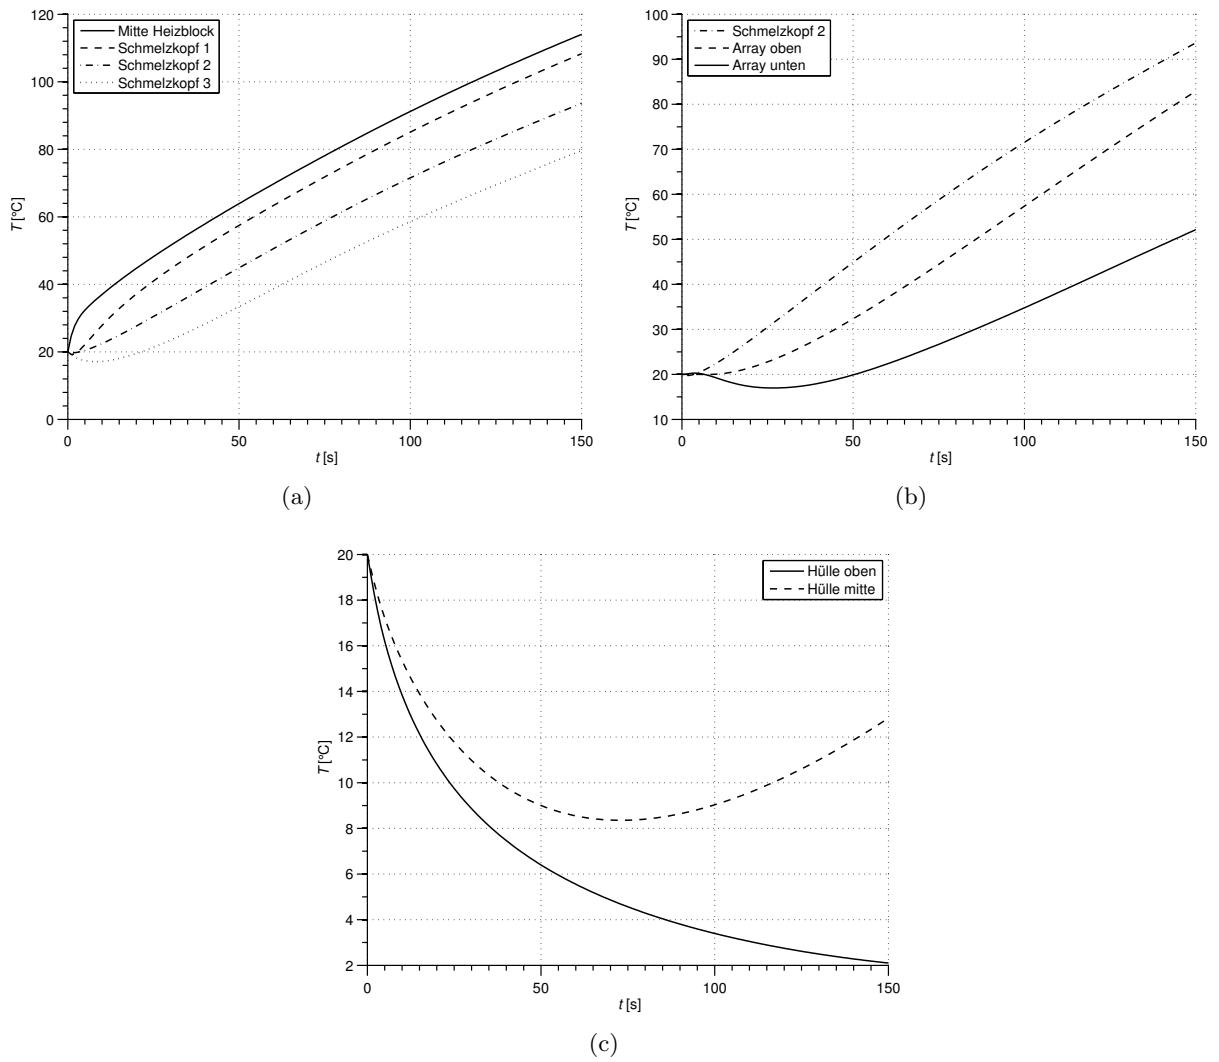 120
100
80
60
40
20
0
T [°C]
Mitte Heizblock
Schmelzkopf 1
Schmelzkopf 2
Schmelzkopf 3
0 50 100 150
t [s]
(a)
100
90
80
70
60
50
40
30
20
10
T [°C]
Schmelzkopf 2
Array oben
Array unten
0 50 100 150
t [s]
(b)
20
18
16
14
12
10
8
6
4
2
T [°C]
Hülle oben
Hülle mitte
0 50 100 150
t [s]
(c)